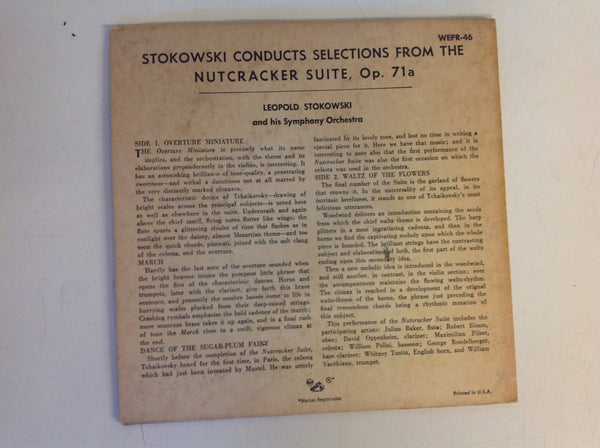 WEPR-46
STOKOWSKI CONDUCTS SELECTIONS FROM THE
NUTCRACKER SUITE, Op. 71a
LEOPOLD STOKOWSKI
and his Symphony Orchestra
SIDE 1. OVERTURE MINIATURE
THE Overture Miniature is precisely what its name
implies, and the orchestration, with the theme and its
elaborations preponderantly in the violins, is interesting. It
has an astonishing brilliance of tone-quality, a penetrating
sweetness—and withal a daintiness not at all marred by
the very distinctly marked climaxes.
The characteristic device of Tchaikovsky—drawing of
bright scales across the principal subjects—is noted here
as well as elsewhere in the suite. Underneath and again
above the chief motif, flying notes flutter like wings; the
flute spurts a glittering rivulet of tone that flashes as in
sunlight over the dainty, almost Mozartian theme—and too
soon the quick chords, pizzicati, joined with the soft clang
of the celesta, end the overture.
MARCH
Hardly has the last note of the overture sounded when
the bright brasses intone the pompous little phrase that
opens the first of the characteristic dances. Horns and
trumpets, later with the clarinet, give forth this brave
sentence, and presently the sombre basses come to life in
hurrying scales plucked from their deep-voiced strings.
Crashing cymbals emphasize the bold cadence of the march;
more sonorous brass takes it up again, and in a final rush
of tone the March rises to a swift, vigorous climax at
the end.
DANCE OF THE SUGAR-PLUM FAIRY
Shortly before the completion of the Nutcracker Suite,
Tchaikovsky heard for the first time, in Paris, the celesta
which had just been invented by Mustel. He was utterly
fascinated by its lovely tone, and lost no time in writing a
special piece for it. Here we have that music; and it is
interesting to note also that the first performance of the
Nutcracker Suite was also the first occasion on which the
celesta was used in the orchestra.
SIDE 2. WALTZ OF THE FLOWERS
The final number of the Suite is the garland of flowers
that crowns it. In the universality of its appeal, in its
intrinsic loveliness, it stands as one of Tchaikovsky's most
felicitous utterances.
Woodwind delivers an introduction containing the seeds
from which the chief waltz theme is developed. The harp
glitters in a most ingratiating cadenza, and then in the
horns we find the captivating melody upon which the whole
piece is founded. The brilliant strings have the contrasting
subject and elaboration of both, the first part of the waltz
ending upon this secondary idea.
Then a new melodic idea is introduced in the woodwind,
and still another, in contrast, in the violin section; ever
the accompaniment maintains the flowing waltz-rhythm.
The climax is reached in a development of the orignal
waltz-theme of the horns, the phrase just preceding the
final tremendous chords being a rhythmic mutation of
this subject.
This performance of the Nutcracker Suite includes the
participating artists: Julius Baker, flute; Robert Bloom,
oboe; David Oppenheim, clarinet; Maximilian Pilzer,
celesta; William Polisi, bassoon; George Roedelberger,
bass clarinet; Whitney Tustin, English horn, and William
Vacchiano, trumpet.
*Marcas Registradas
Printed in U.S.A.